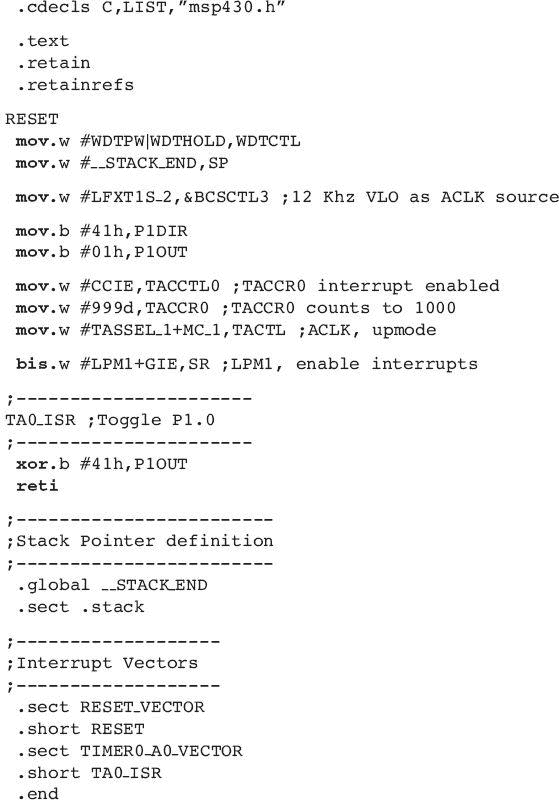 .cdecls C,LIST,”msp430.h”
.text
.retain
.retainrefs
RESET
mov.w #WDTPW|WDTHOLD,WDTCTL
mov.w #__STACK_END,SP
mov.w #LFXT1S_2,&BCSCTL3 ;12 Khz VLO as ACLK source
mov.b #41h,P1DIR
mov.b #01h,P1OUT
mov.w #CCIE,TACCTL0 ;TACCR0 interrupt enabled
mov.w #999d,TACCR0 ;TACCR0 counts to 1000
mov.w #TASSEL_1+MC_1,TACTL ;ACLK, upmode
bis.w #LPM1+GIE,SR ;LPM1, enable interrupts
;----------------------
TA0_ISR ;Toggle P1.0
;----------------------
xor.b #41h,P1OUT
reti
;------------------------
;Stack Pointer definition
;------------------------
.global __STACK_END
.sect .stack
;-------------------
;Interrupt Vectors
;-------------------
.sect RESET_VECTOR
.short RESET
.sect TIMER0_A0_VECTOR
.short TA0_ISR
.end